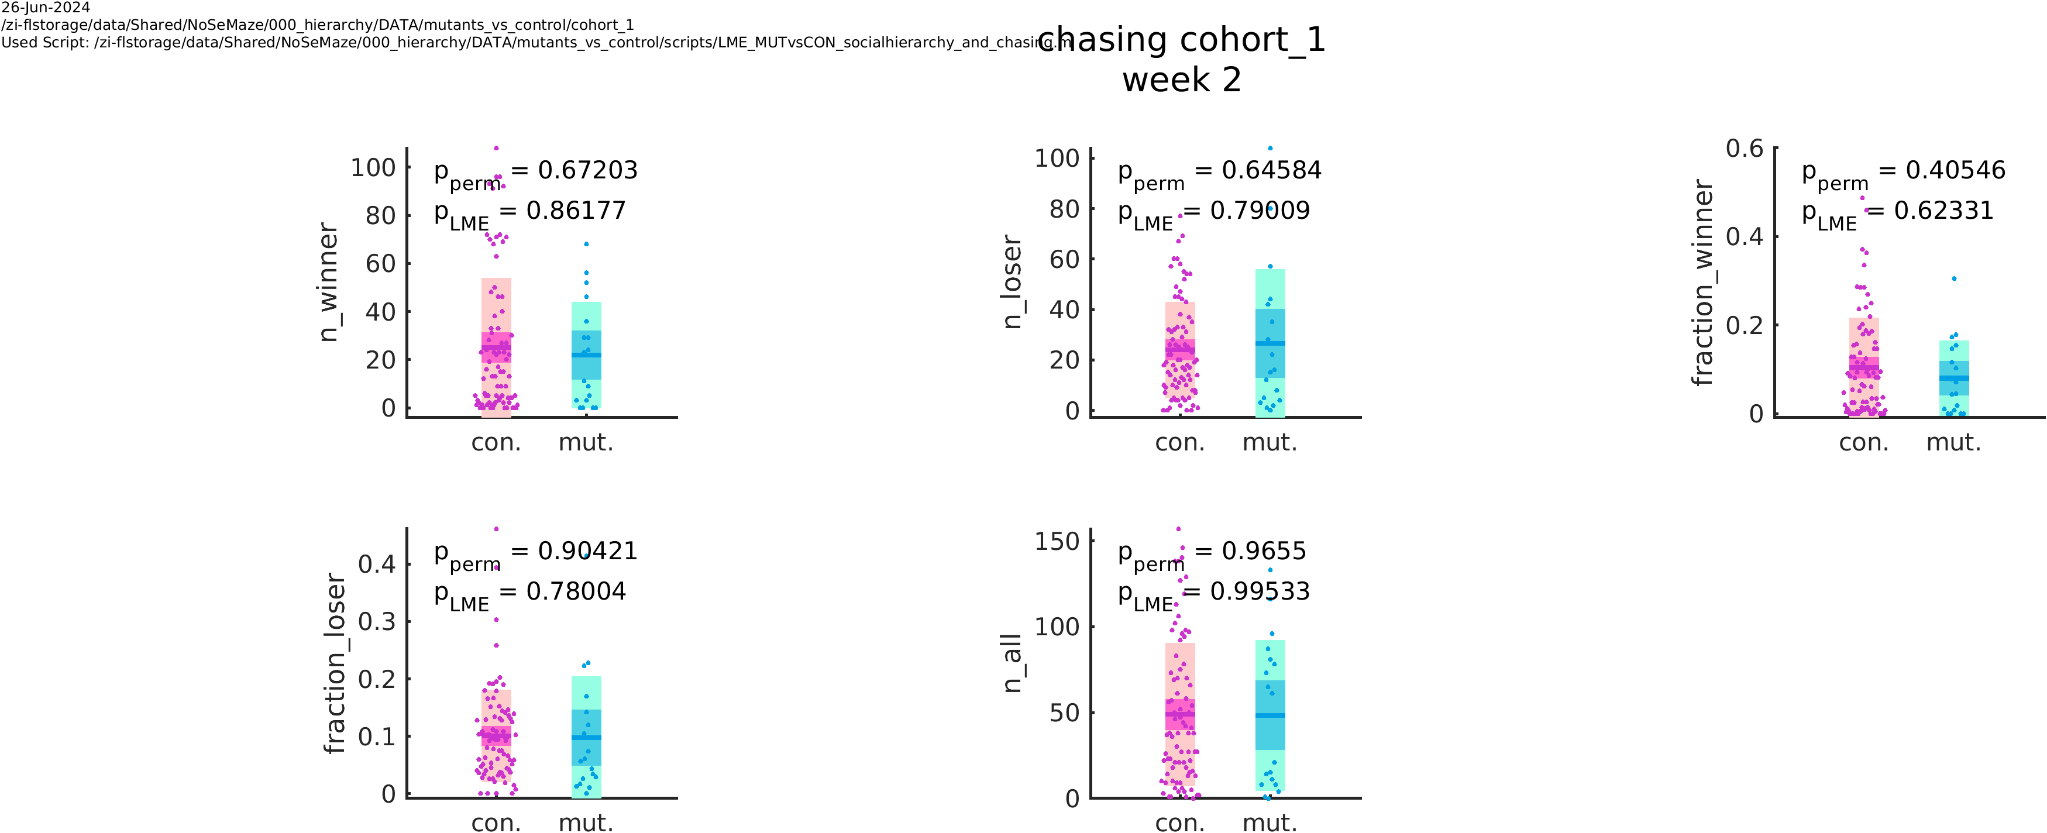 26-Jun-2024
/zi-flstorage/data/Shared/NoSeMaze/000_hierarchy/DATA/mutants_vs_control/cohort_1
Used Script: /zi-flstorage/data/Shared/NoSeMaze/000_hierarchy/DATA/mutants_vs_control/scripts/LME_MUTvsCON_socialhierarchy_and_chasing.m
chasing cohort_1
week 2
n_winner
100
80
60
40
20
0
p_perm = 0.67203
p_LME = 0.86177
con. mut.
n_loser
100
80
60
40
20
0
p_perm = 0.64584
p_LME = 0.79009
con. mut.
fraction_winner
0.6
0.4
0.2
0
p_perm = 0.40546
p_LME = 0.62331
con. mut.
fraction_loser
0.4
0.3
0.2
0.1
0
p_perm = 0.90421
p_LME = 0.78004
con. mut.
n_all
150
100
50
0
p_perm = 0.9655
p_LME = 0.99533
con. mut.